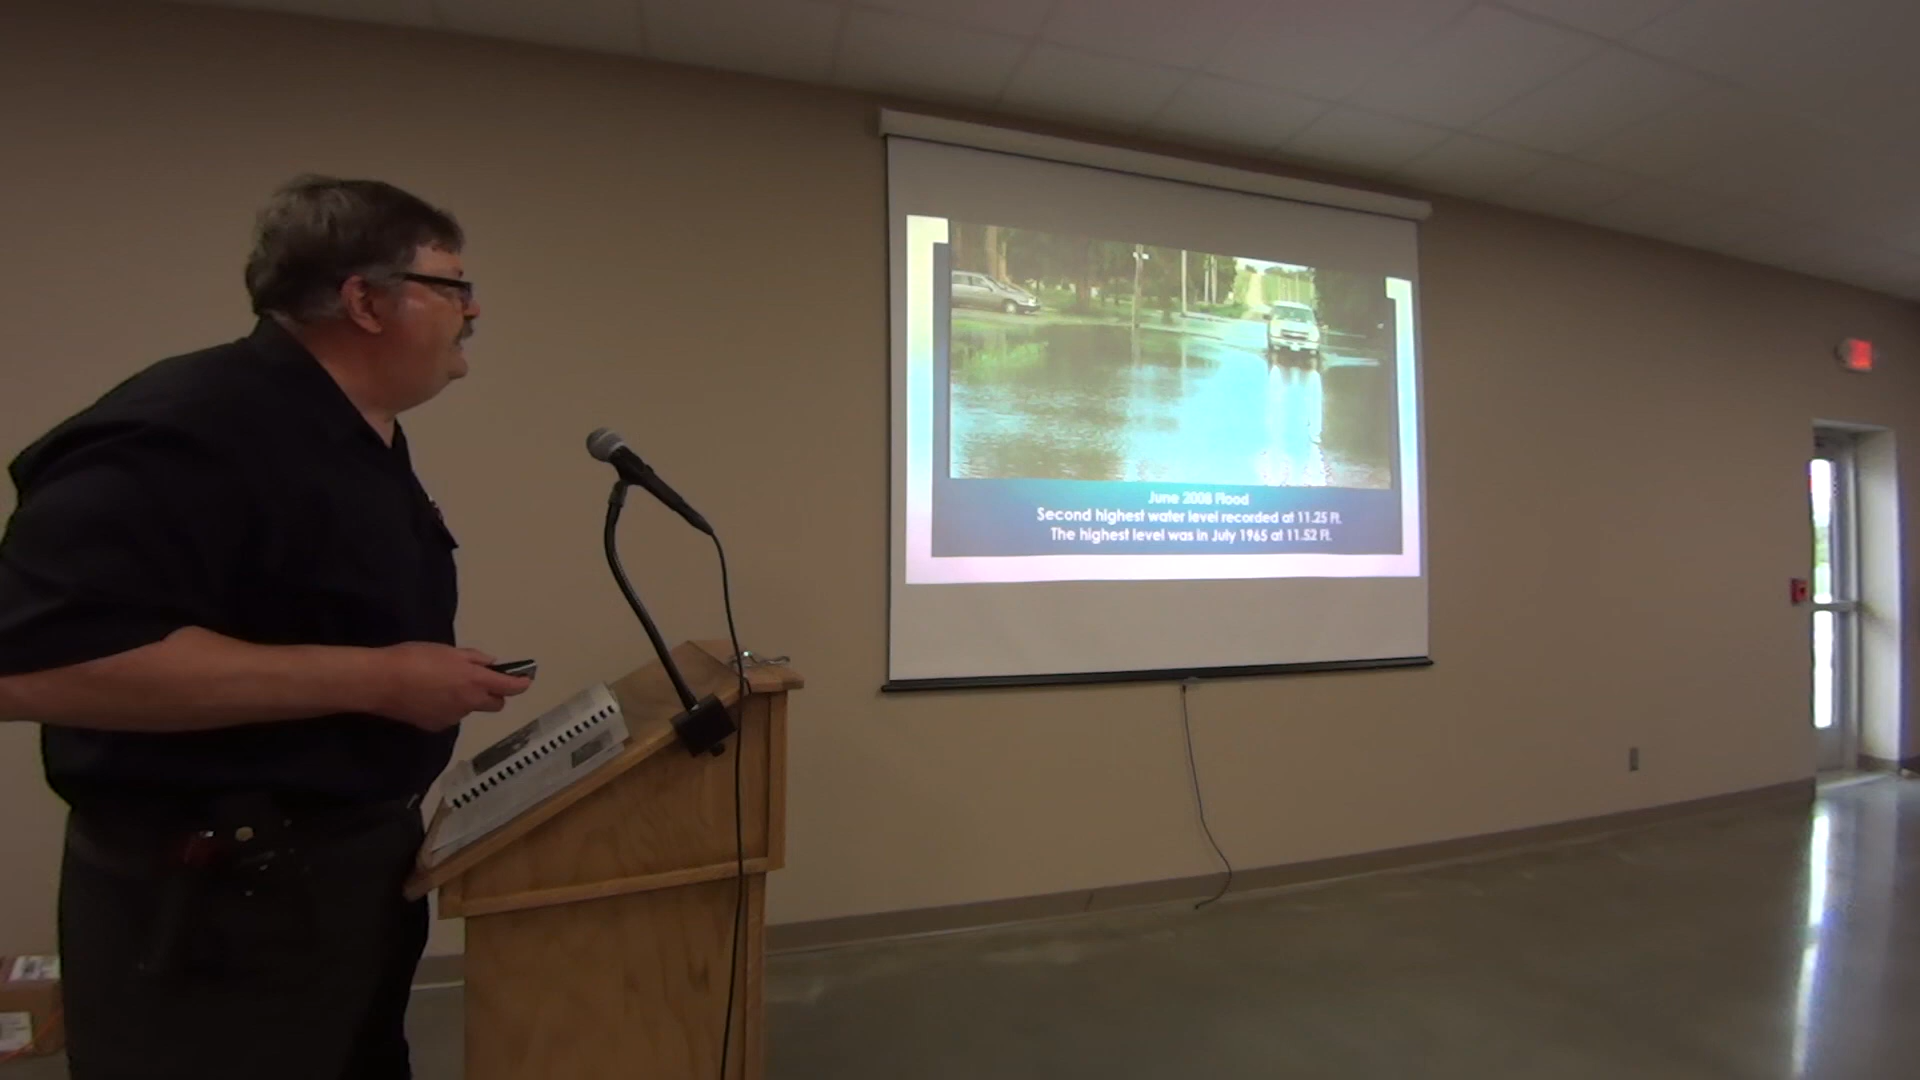 June 2008 Flood
Second highest water level recorded at 11.25 Ft.
The highest level was in July 1965 at 11.52 Ft.